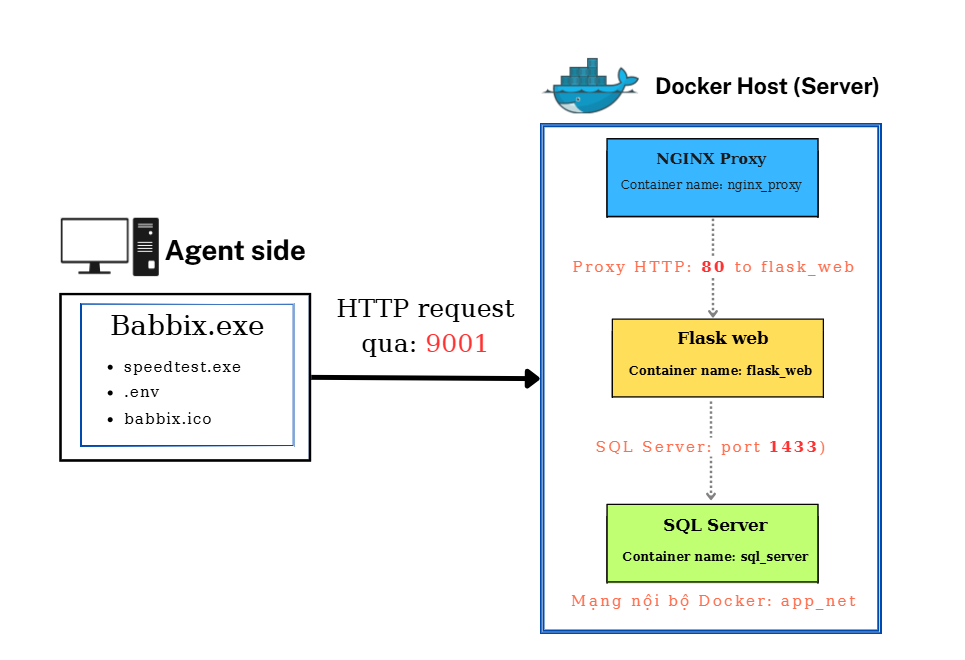 Docker Host (Server)
NGINX Proxy
Container name: nginx_proxy
Agent side
Proxy HTTP: 80 to flask_web
Babbix.exe
• speedtest.exe
• .env
• babbix.ico
HTTP request
qua: 9001
Flask web
Container name: flask_web
SQL Server: port 1433)
SQL Server
Container name: sql_server
Mạng nội bộ Docker: app_net